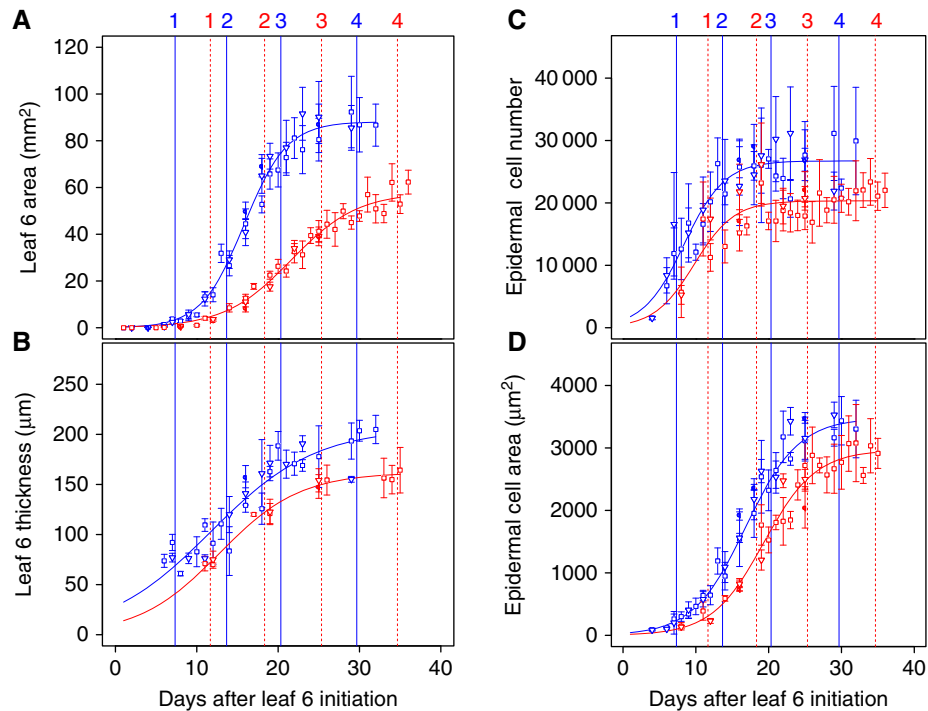 A
1 1 2 2 3 3 4 4
120
100
80
60
40
20
0
Leaf 6 area (mm2)
B
250
200
150
100
50
0
Leaf 6 thickness (μm)
0 10 20 30 40
Days after leaf 6 initiation
C
1 1 2 2 3 3 4 4
40 000
30 000
20 000
10 000
0
Epidermal cell number
D
4000
3000
2000
1000
0
Epidermal cell area (μm2)
0 10 20 30 40
Days after leaf 6 initiation